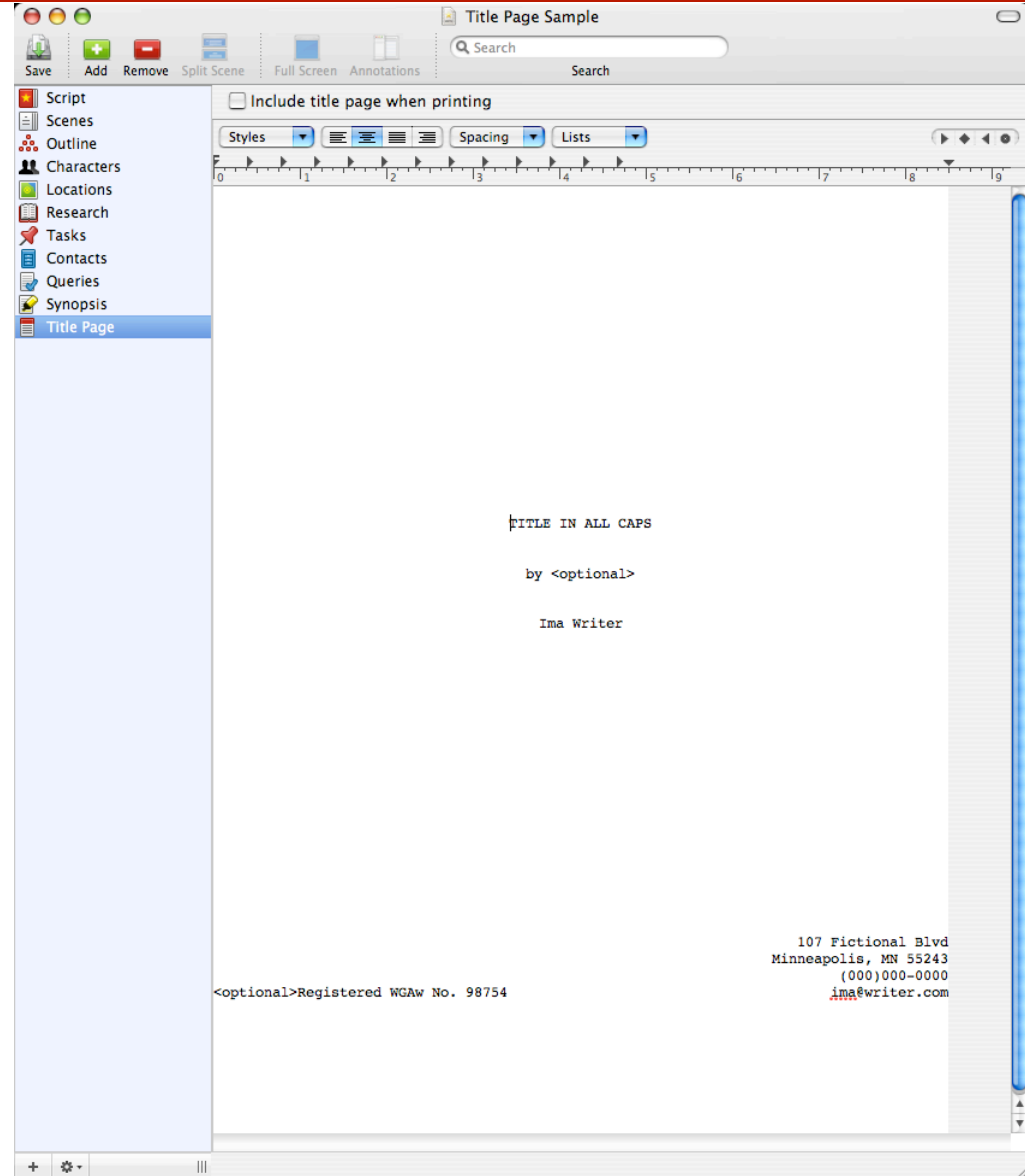 Title Page Sample
Save Add Remove Split Scene Full Screen Annotations Search
Search
Script
Scenes
Outline
Characters
Locations
Research
Tasks
Contacts
Queries
Synopsis
Title Page
Include title page when printing
Styles Spacing Lists
0 1 2 3 4 5 6 7 8 9
TITLE IN ALL CAPS
by <optional>
Ima Writer
107 Fictional Blvd
Minneapolis, MN 55243
(000)000-0000
<optional>Registered WGAw No. 98754 ima@writer.com